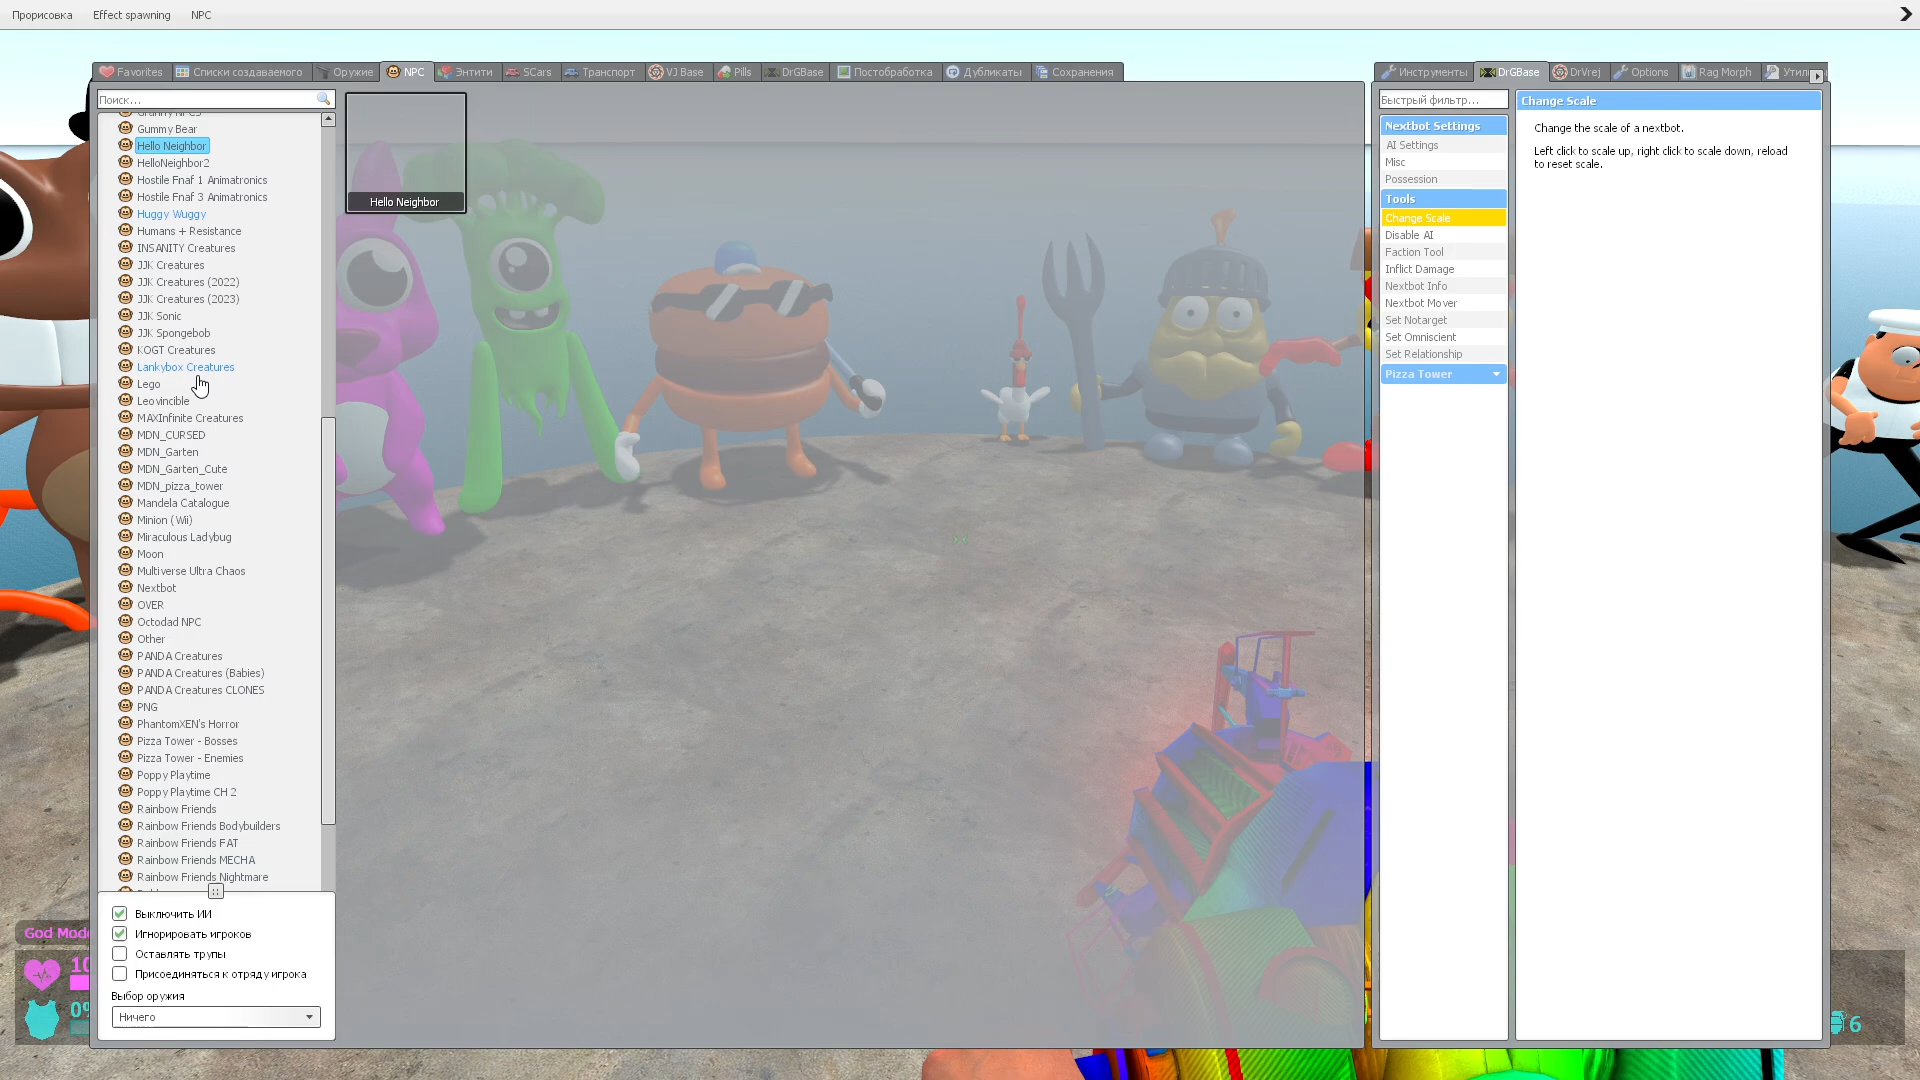 Прорисовка
Effect spawning
NPC
Favorites
Списки создаваемого
Оружие
NPC
Энтити
SCars
Транспорт
VJ Base
Pills
DrGBase
Постобработка
Дубликаты
Сохранения
Инструменты
DrGBase
DrVrej
Options
Rag Morph
Поиск...
Granny NPCs
Gummy Bear
Hello Neighbor
HelloNeighbor2
Hostile Fnaf 1 Animatronics
Hostile Fnaf 3 Animatronics
Huggy Wuggy
Humans + Resistance
INSANITY Creatures
JJK Creatures
JJK Creatures (2022)
JJK Creatures (2023)
JJK Sonic
JJK Spongebob
KOGT Creatures
Lankybox Creatures
Lego
Leovincible
MAXInfinite Creatures
MDN_CURSED
MDN_Garten
MDN_Garten_Cute
MDN_pizza_tower
Mandela Catalogue
Minion (Wii)
Miraculous Ladybug
Moon
Multiverse Ultra Chaos
Nextbot
OVER
Octodad NPC
Other
PANDA Creatures
PANDA Creatures (Babies)
PANDA Creatures CLONES
PNG
PhantomXEN's Horror
Pizza Tower - Bosses
Pizza Tower - Enemies
Poppy Playtime
Poppy Playtime CH 2
Rainbow Friends
Rainbow Friends Bodybuilders
Rainbow Friends FAT
Rainbow Friends MECHA
Rainbow Friends Nightmare
Выключить ИИ
Игнорировать игроков
Оставлять трупы
Присоединяться к отряду игрока
Выбор оружия
Ничего
Hello Neighbor
Быстрый фильтр...
Nextbot Settings
AI Settings
Misc
Possession
Tools
Change Scale
Disable AI
Faction Tool
Inflict Damage
Nextbot Info
Nextbot Mover
Set Notarget
Set Omniscient
Set Relationship
Pizza Tower
Change Scale
Change the scale of a nextbot.
Left click to scale up, right click to scale down, reload
to reset scale.
God Mode
10
0%
6